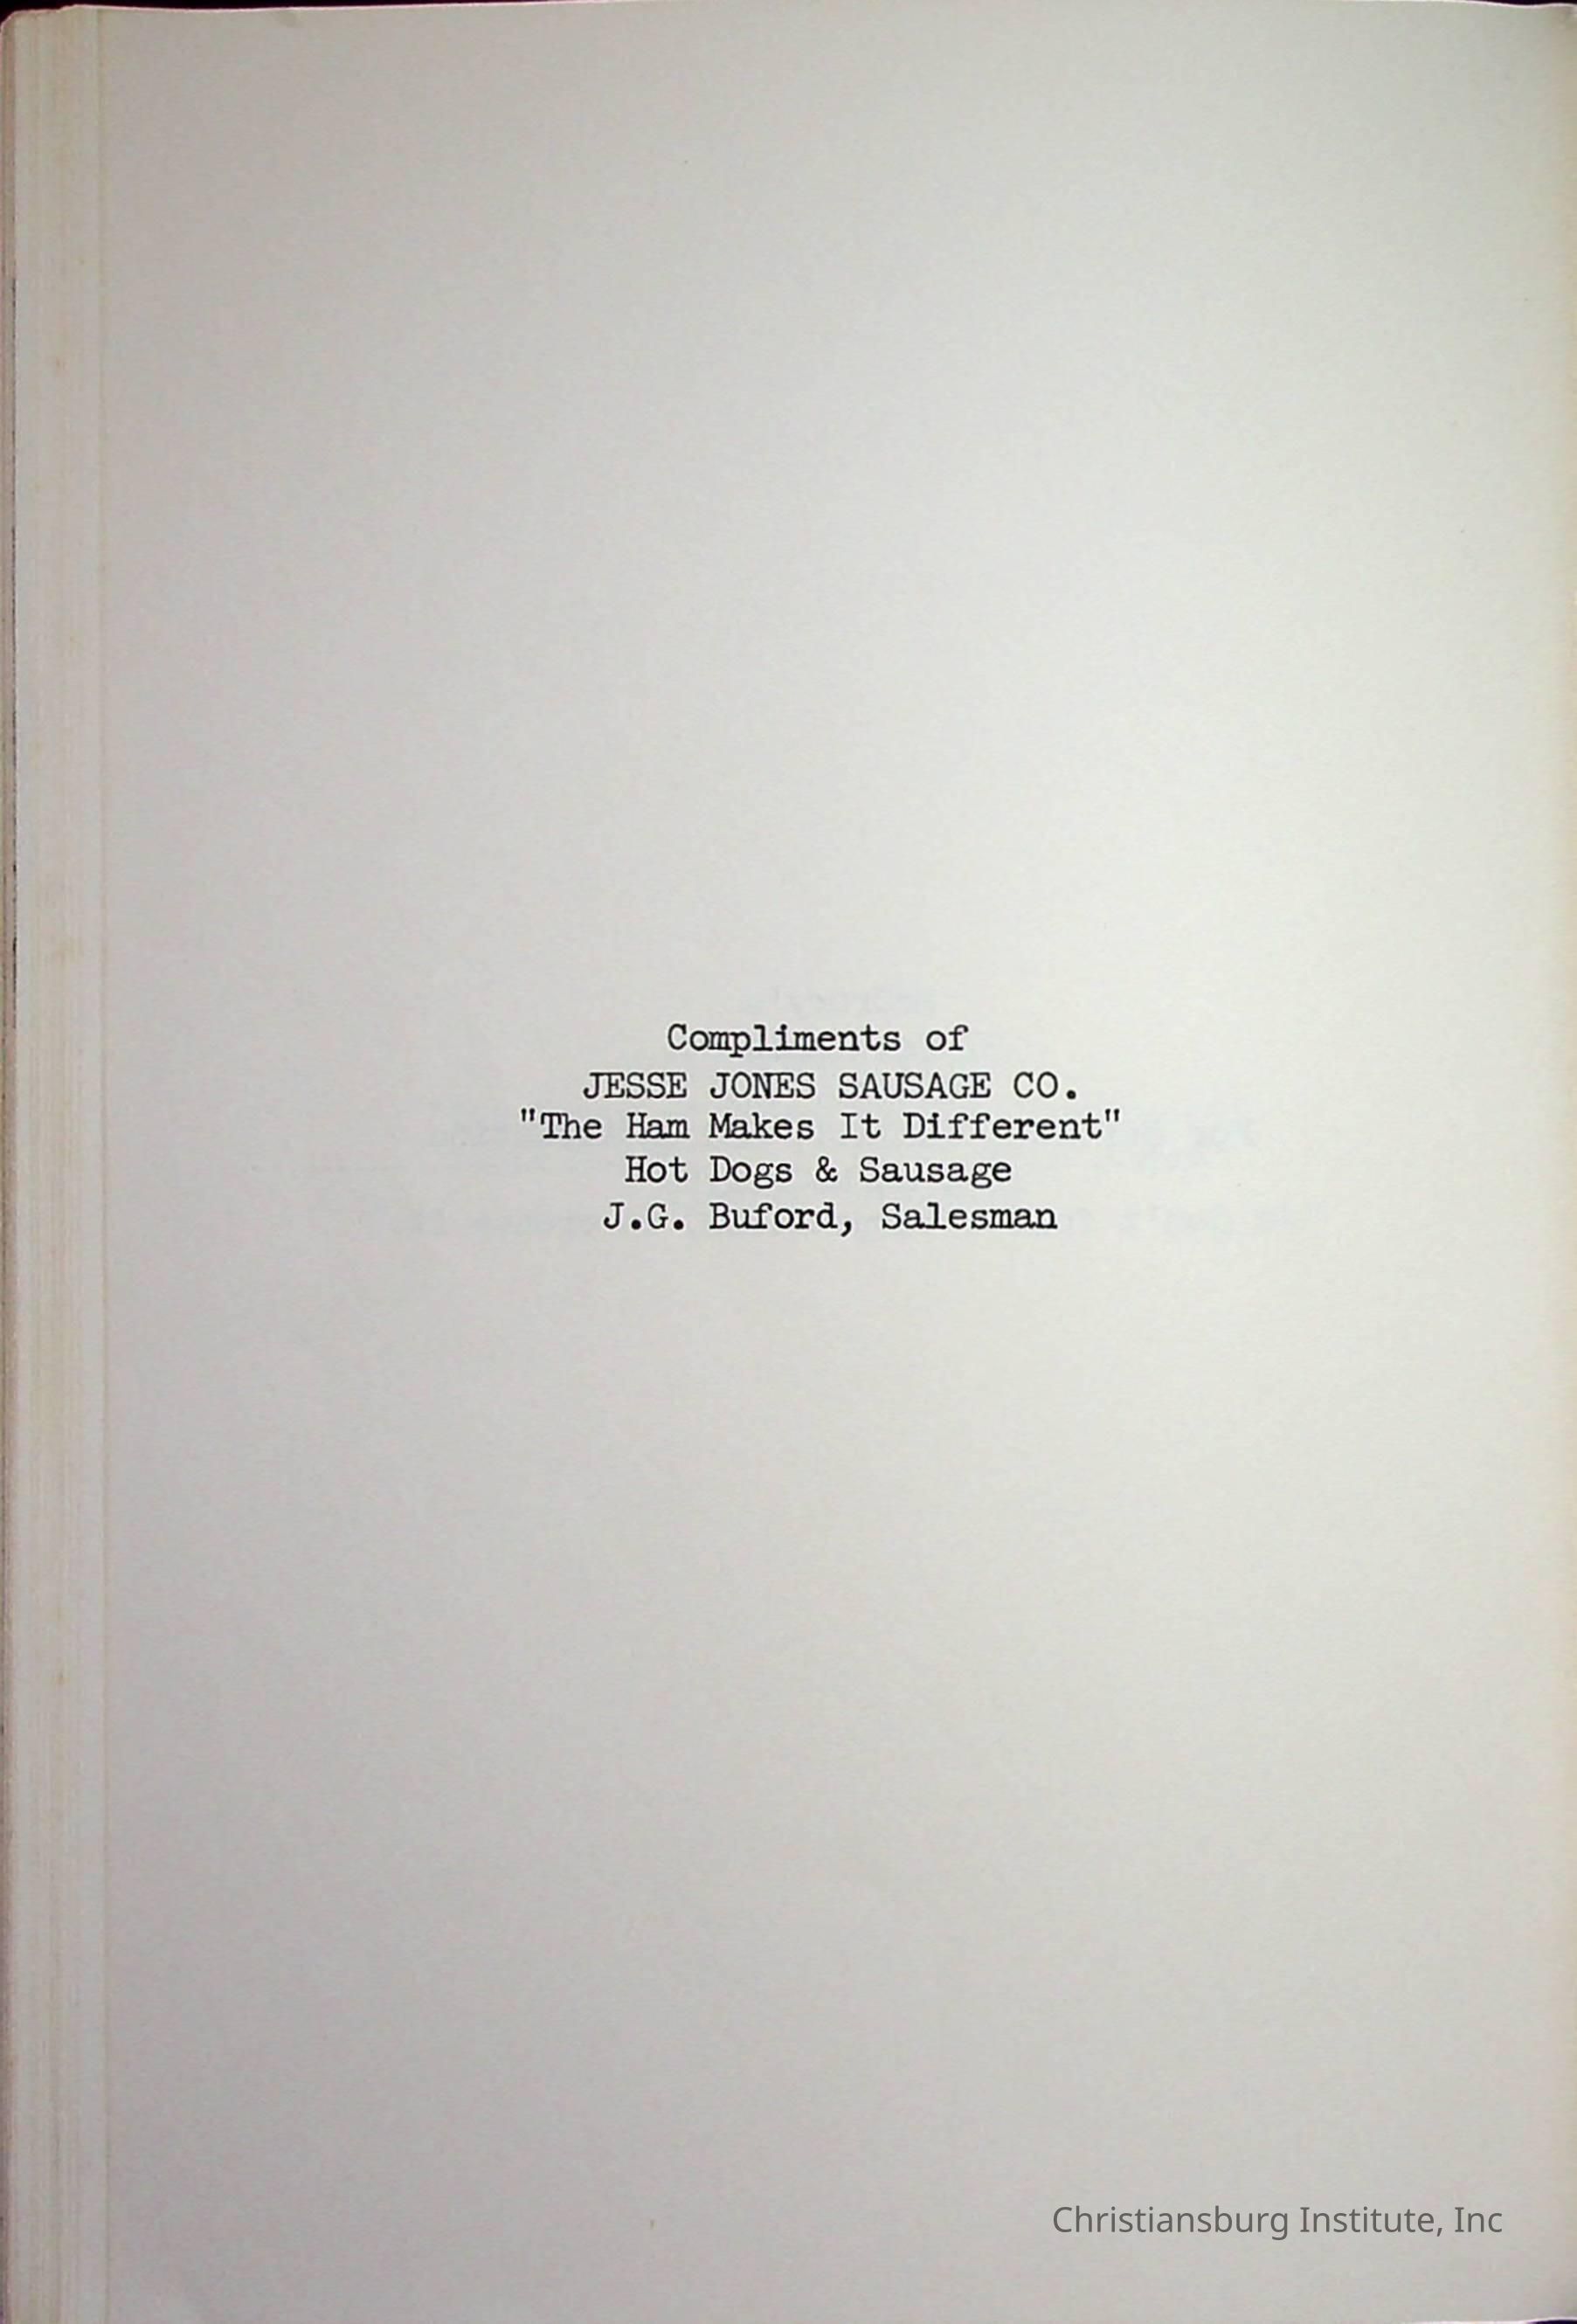 Compliments of
JESSE JONES SAUSAGE CO.
"The Ham Makes It Different"
Hot Dogs & Sausage
J.G. Buford, Salesman
Christiansburg Institute, Inc